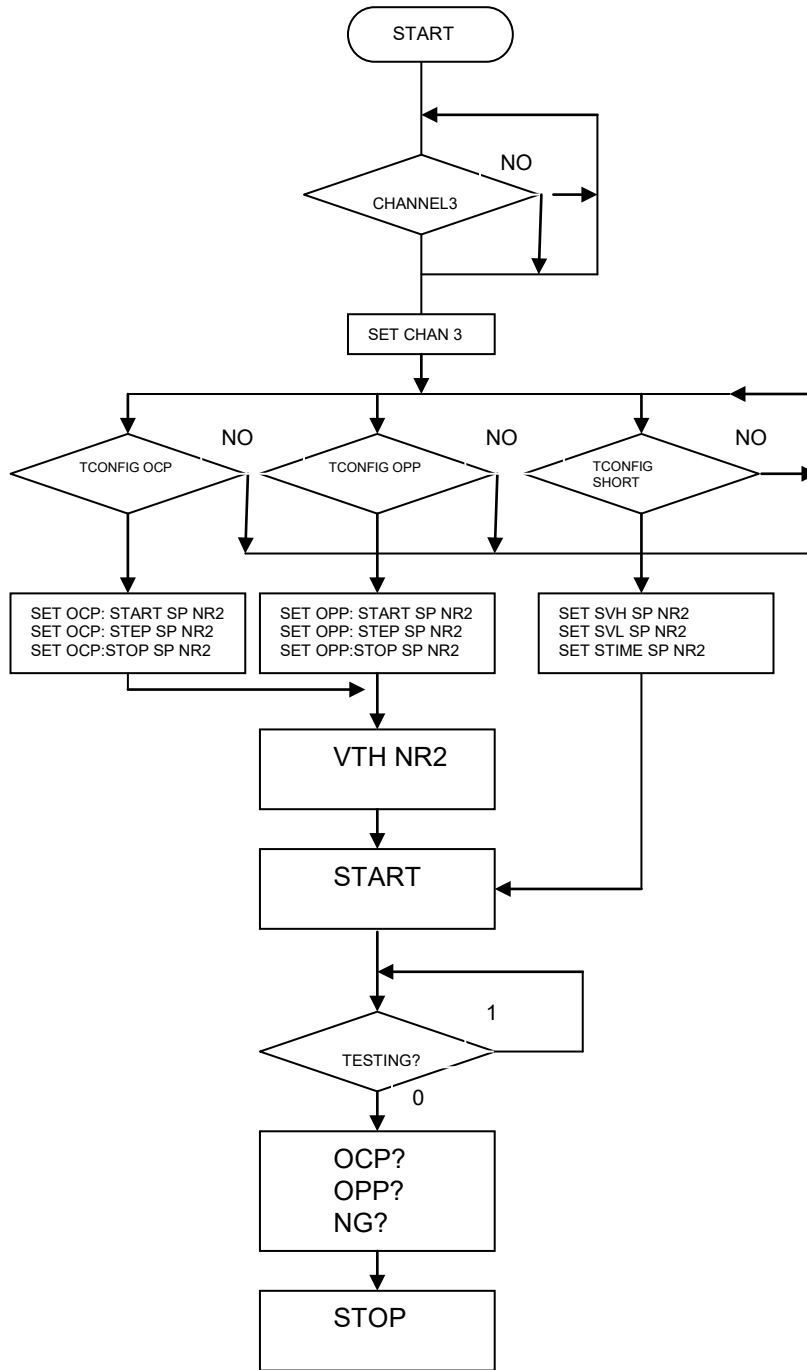 START
NO
CHANNEL3
SET CHAN 3
NO
NO
NO
TCONFIG OCP
TCONFIG OPP
TCONFIG
SHORT
SET OCP: START SP NR2
SET OCP: STEP SP NR2
SET OCP:STOP SP NR2
SET OPP: START SP NR2
SET OPP: STEP SP NR2
SET OPP:STOP SP NR2
SET SVH SP NR2
SET SVL SP NR2
SET STIME SP NR2
VTH NR2
START
1
TESTING?
0
OCP?
OPP?
NG?
STOP